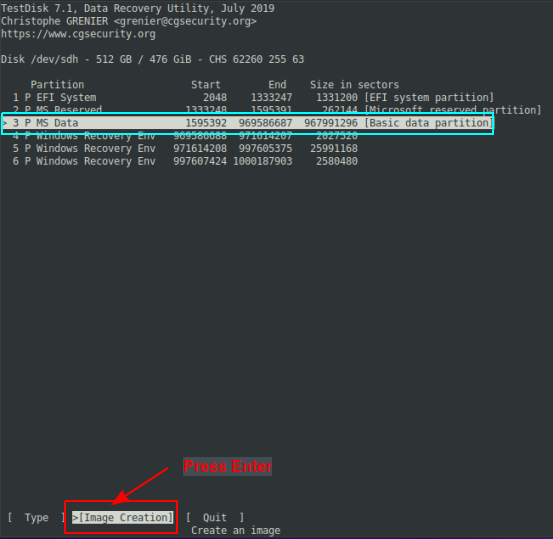 TestDisk 7.1, Data Recovery Utility, July 2019
Christophe GRENIER <grenier@cgsecurity.org>
https://www.cgsecurity.org
Disk /dev/sdh - 512 GB / 476 GiB - CHS 62260 255 63
Partition Start End Size in sectors
1 P EFI System 2048 1333247 1331200 [EFI system partition]
2 P MS Reserved 1333248 1595391 262144 [Microsoft reserved partition]
> 3 P MS Data 1595392 969586687 967991296 [Basic data partition]
4 P Windows Recovery Env 969586688 971614207 2027520
5 P Windows Recovery Env 971614208 997605375 25991168
6 P Windows Recovery Env 997607424 1000187903 2580480
Press Enter
[ Type ] >[Image Creation] [ Quit ]
Create an image